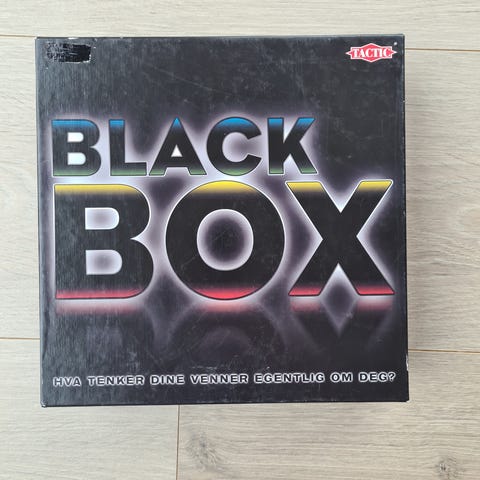 TACTIC
BLACK
BOX
HVA TENKER DINE VENNER EGENTLIG OM DEG?